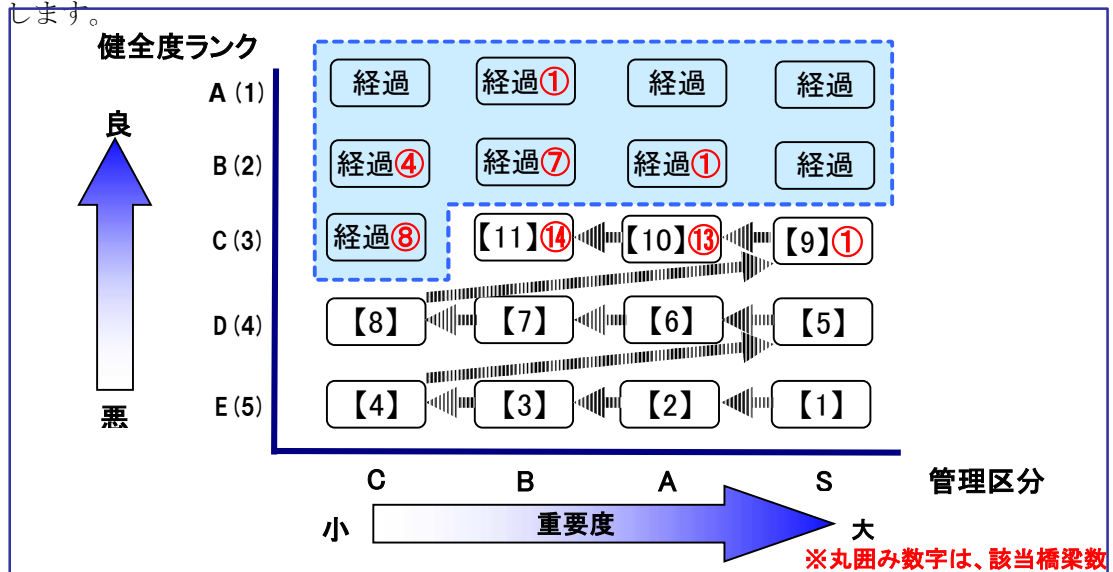 します。
健全度ランク
良
悪
A(1)
経過
経過①
経過
経過
B(2)
経過④
経過⑦
経過①
経過
C(3)
経過⑧
【11】⑭
【10】⑬
【9】①
D(4)
【8】
【7】
【6】
【5】
E(5)
【4】
【3】
【2】
【1】
C
B
A
S
管理区分
小
重要度
大
※丸囲み数字は、該当橋梁数